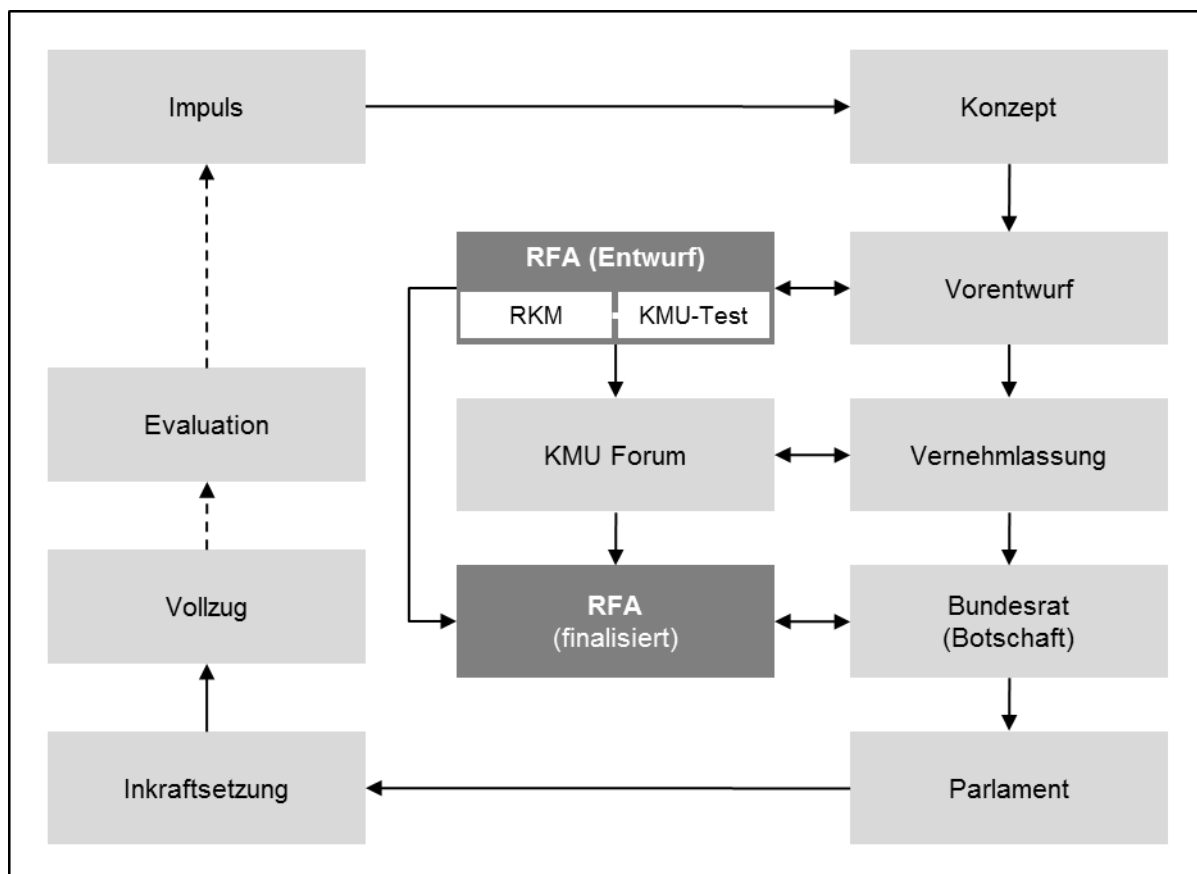 Impuls
Konzept
RFA (Entwurf)
RKM
KMU-Test
Vorentwurf
Evaluation
KMU Forum
Vernehmlassung
Vollzug
RFA
(finalisiert)
Bundesrat
(Botschaft)
Inkraftsetzung
Parlament